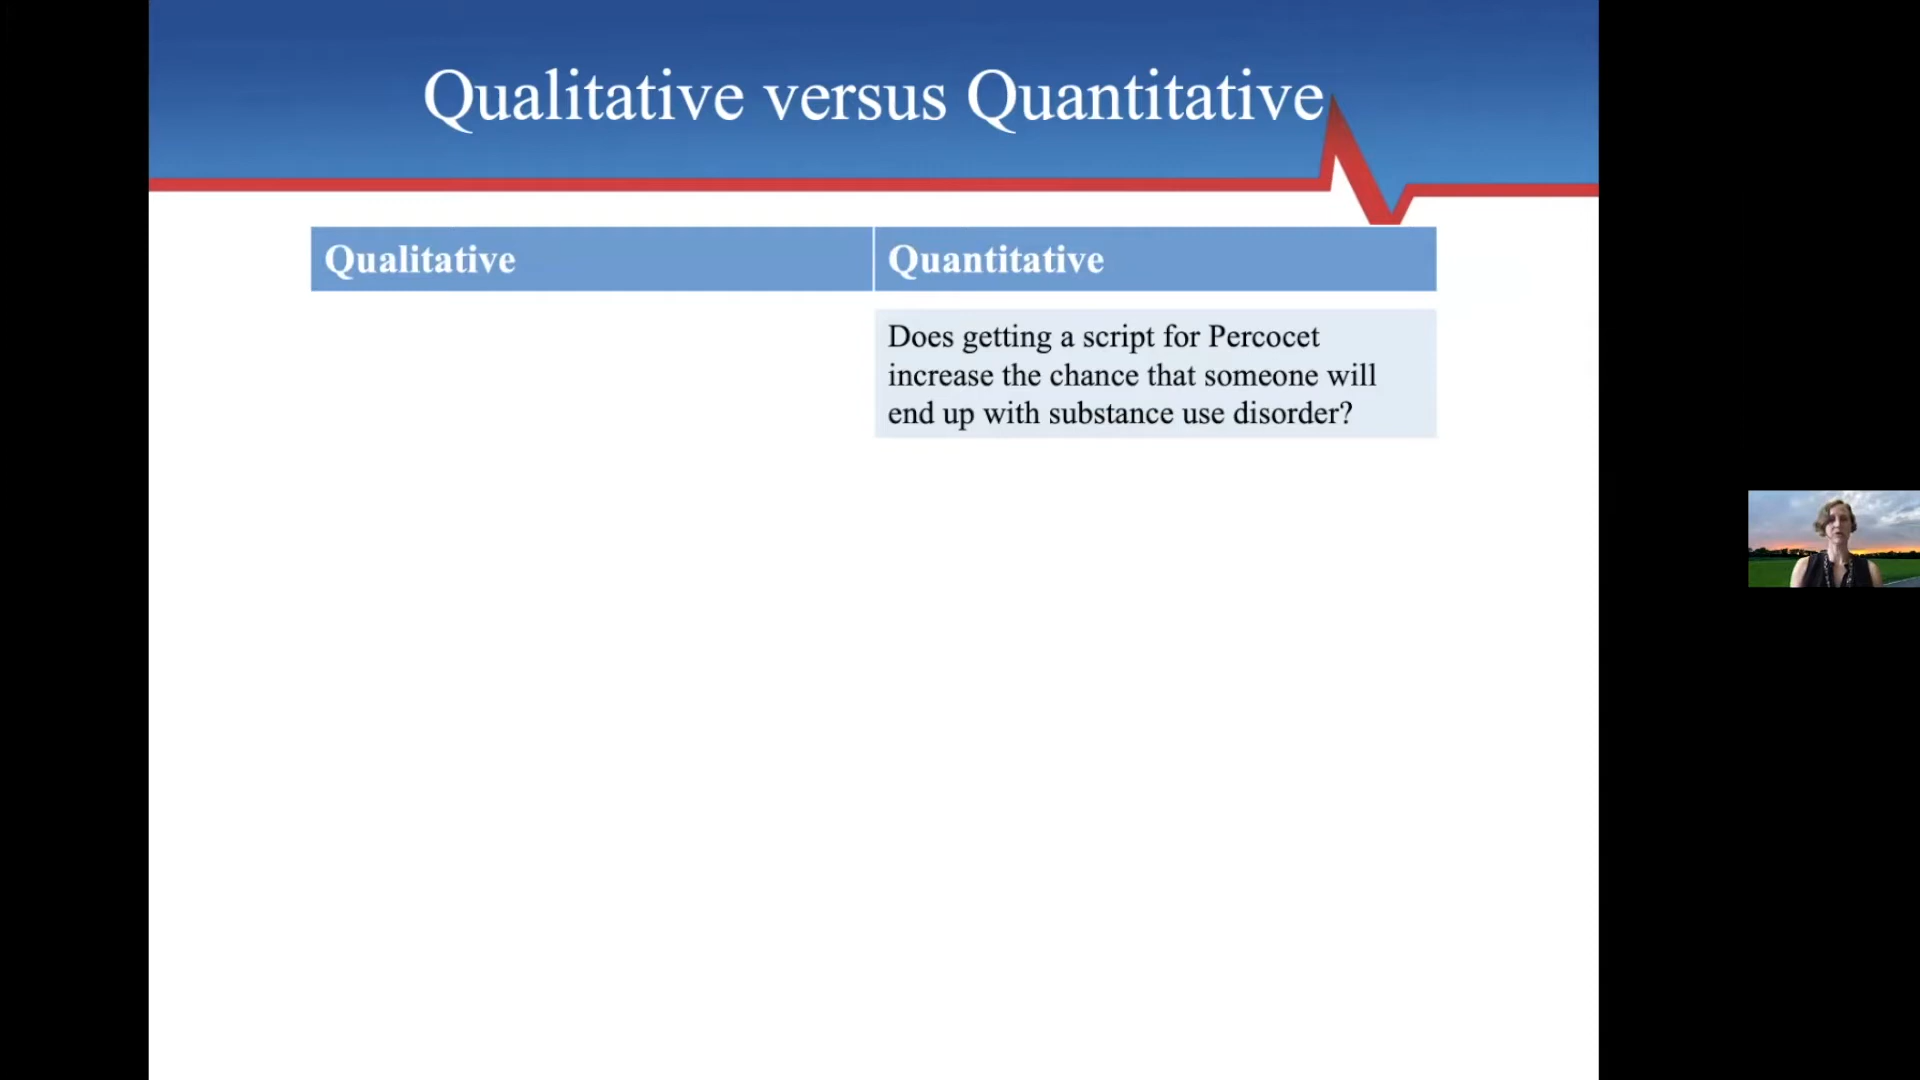 Qualitative versus Quantitative
Qualitative
Quantitative
Does getting a script for Percocet
increase the chance that someone will
end up with substance use disorder?